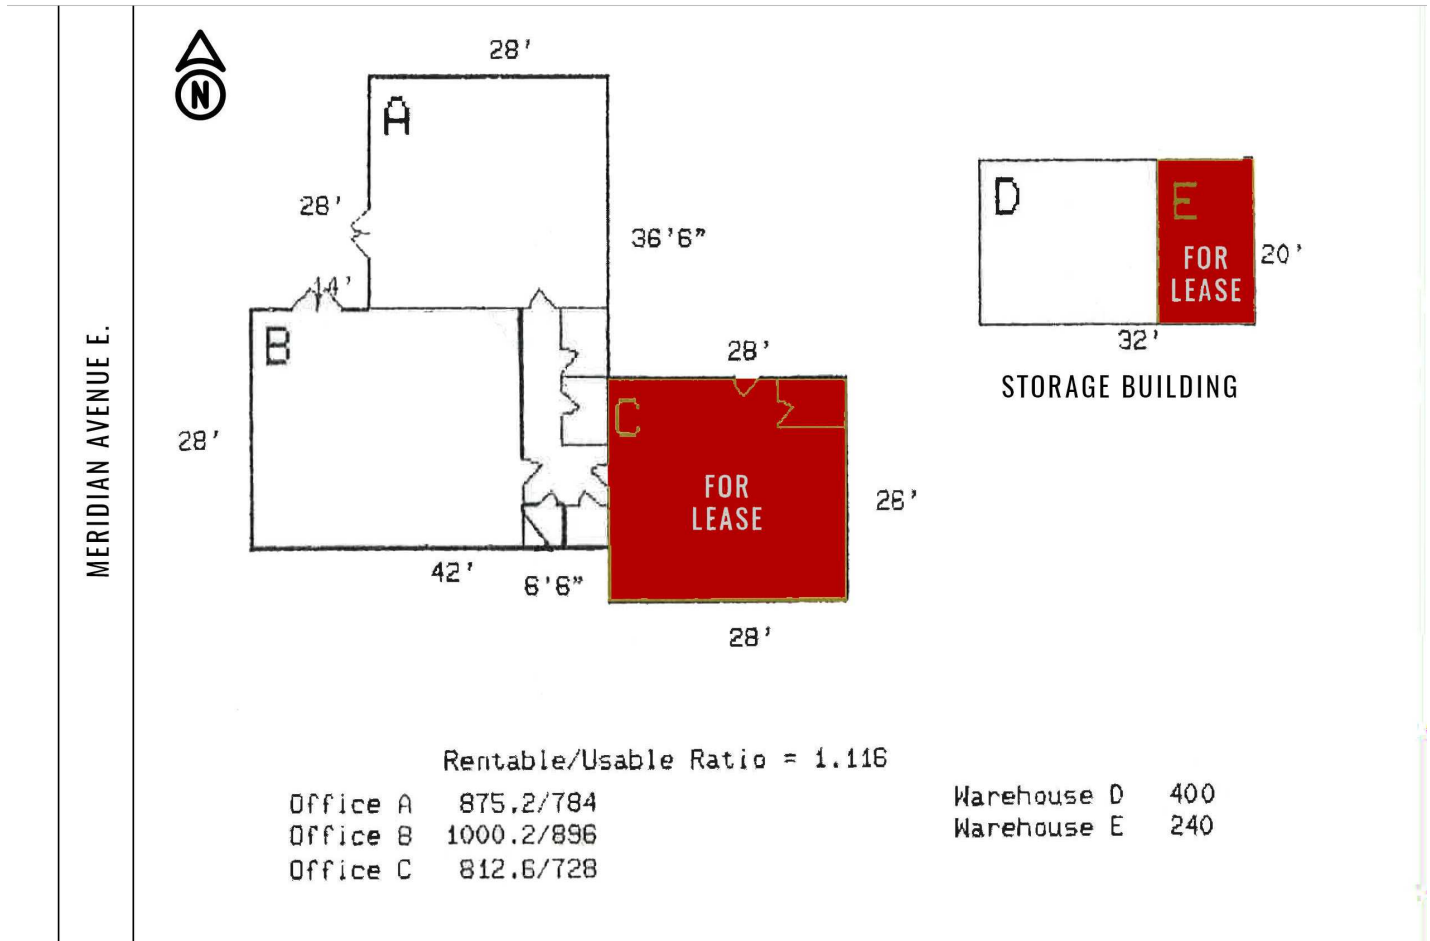 N
28'
A
28'
36'6"
14'
B
28'
42'
6'6"
28'
C
FOR
LEASE
26'
28'
D
E
FOR
LEASE
20'
32'
STORAGE BUILDING
MERIDIAN AVENUE E.
Rentable/Usable Ratio = 1.116
Office A 875.2/784
Office B 1000.2/896
Office C 812.6/728
Warehouse D 400
Warehouse E 240